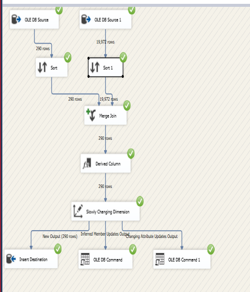 OLE DB Source
OLE DB Source 1
290 rows
19,972 rows
Sort
Sort 1
290 rows
19,972 rows
Merge Join
290 rows
Derived Column
290 rows
Slowly Changing Dimension
New Output (290 rows)
Inferred Member Updates Output
Changing Attribute Updates Output
Insert Destination
OLE DB Command
OLE DB Command 1